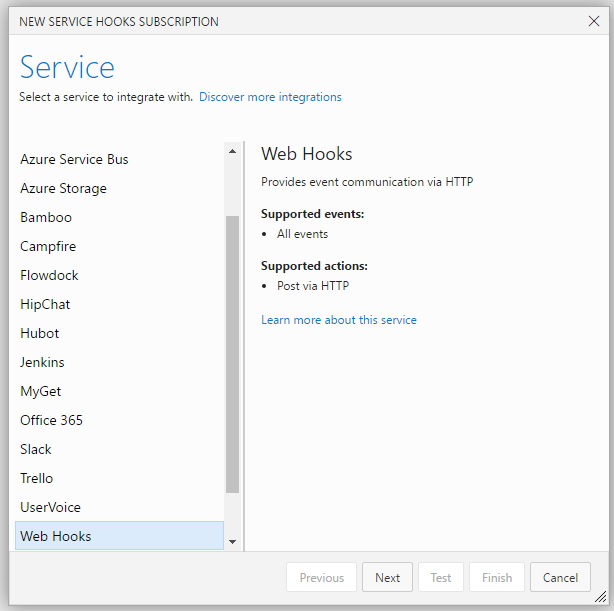 NEW SERVICE HOOKS SUBSCRIPTION
Service
Select a service to integrate with. Discover more integrations
Azure Service Bus
Azure Storage
Bamboo
Campfire
Flowdock
HipChat
Hubot
Jenkins
MyGet
Office 365
Slack
Trello
UserVoice
Web Hooks
Web Hooks
Provides event communication via HTTP
Supported events:
All events
Supported actions:
Post via HTTP
Learn more about this service
Previous Next Test Finish Cancel